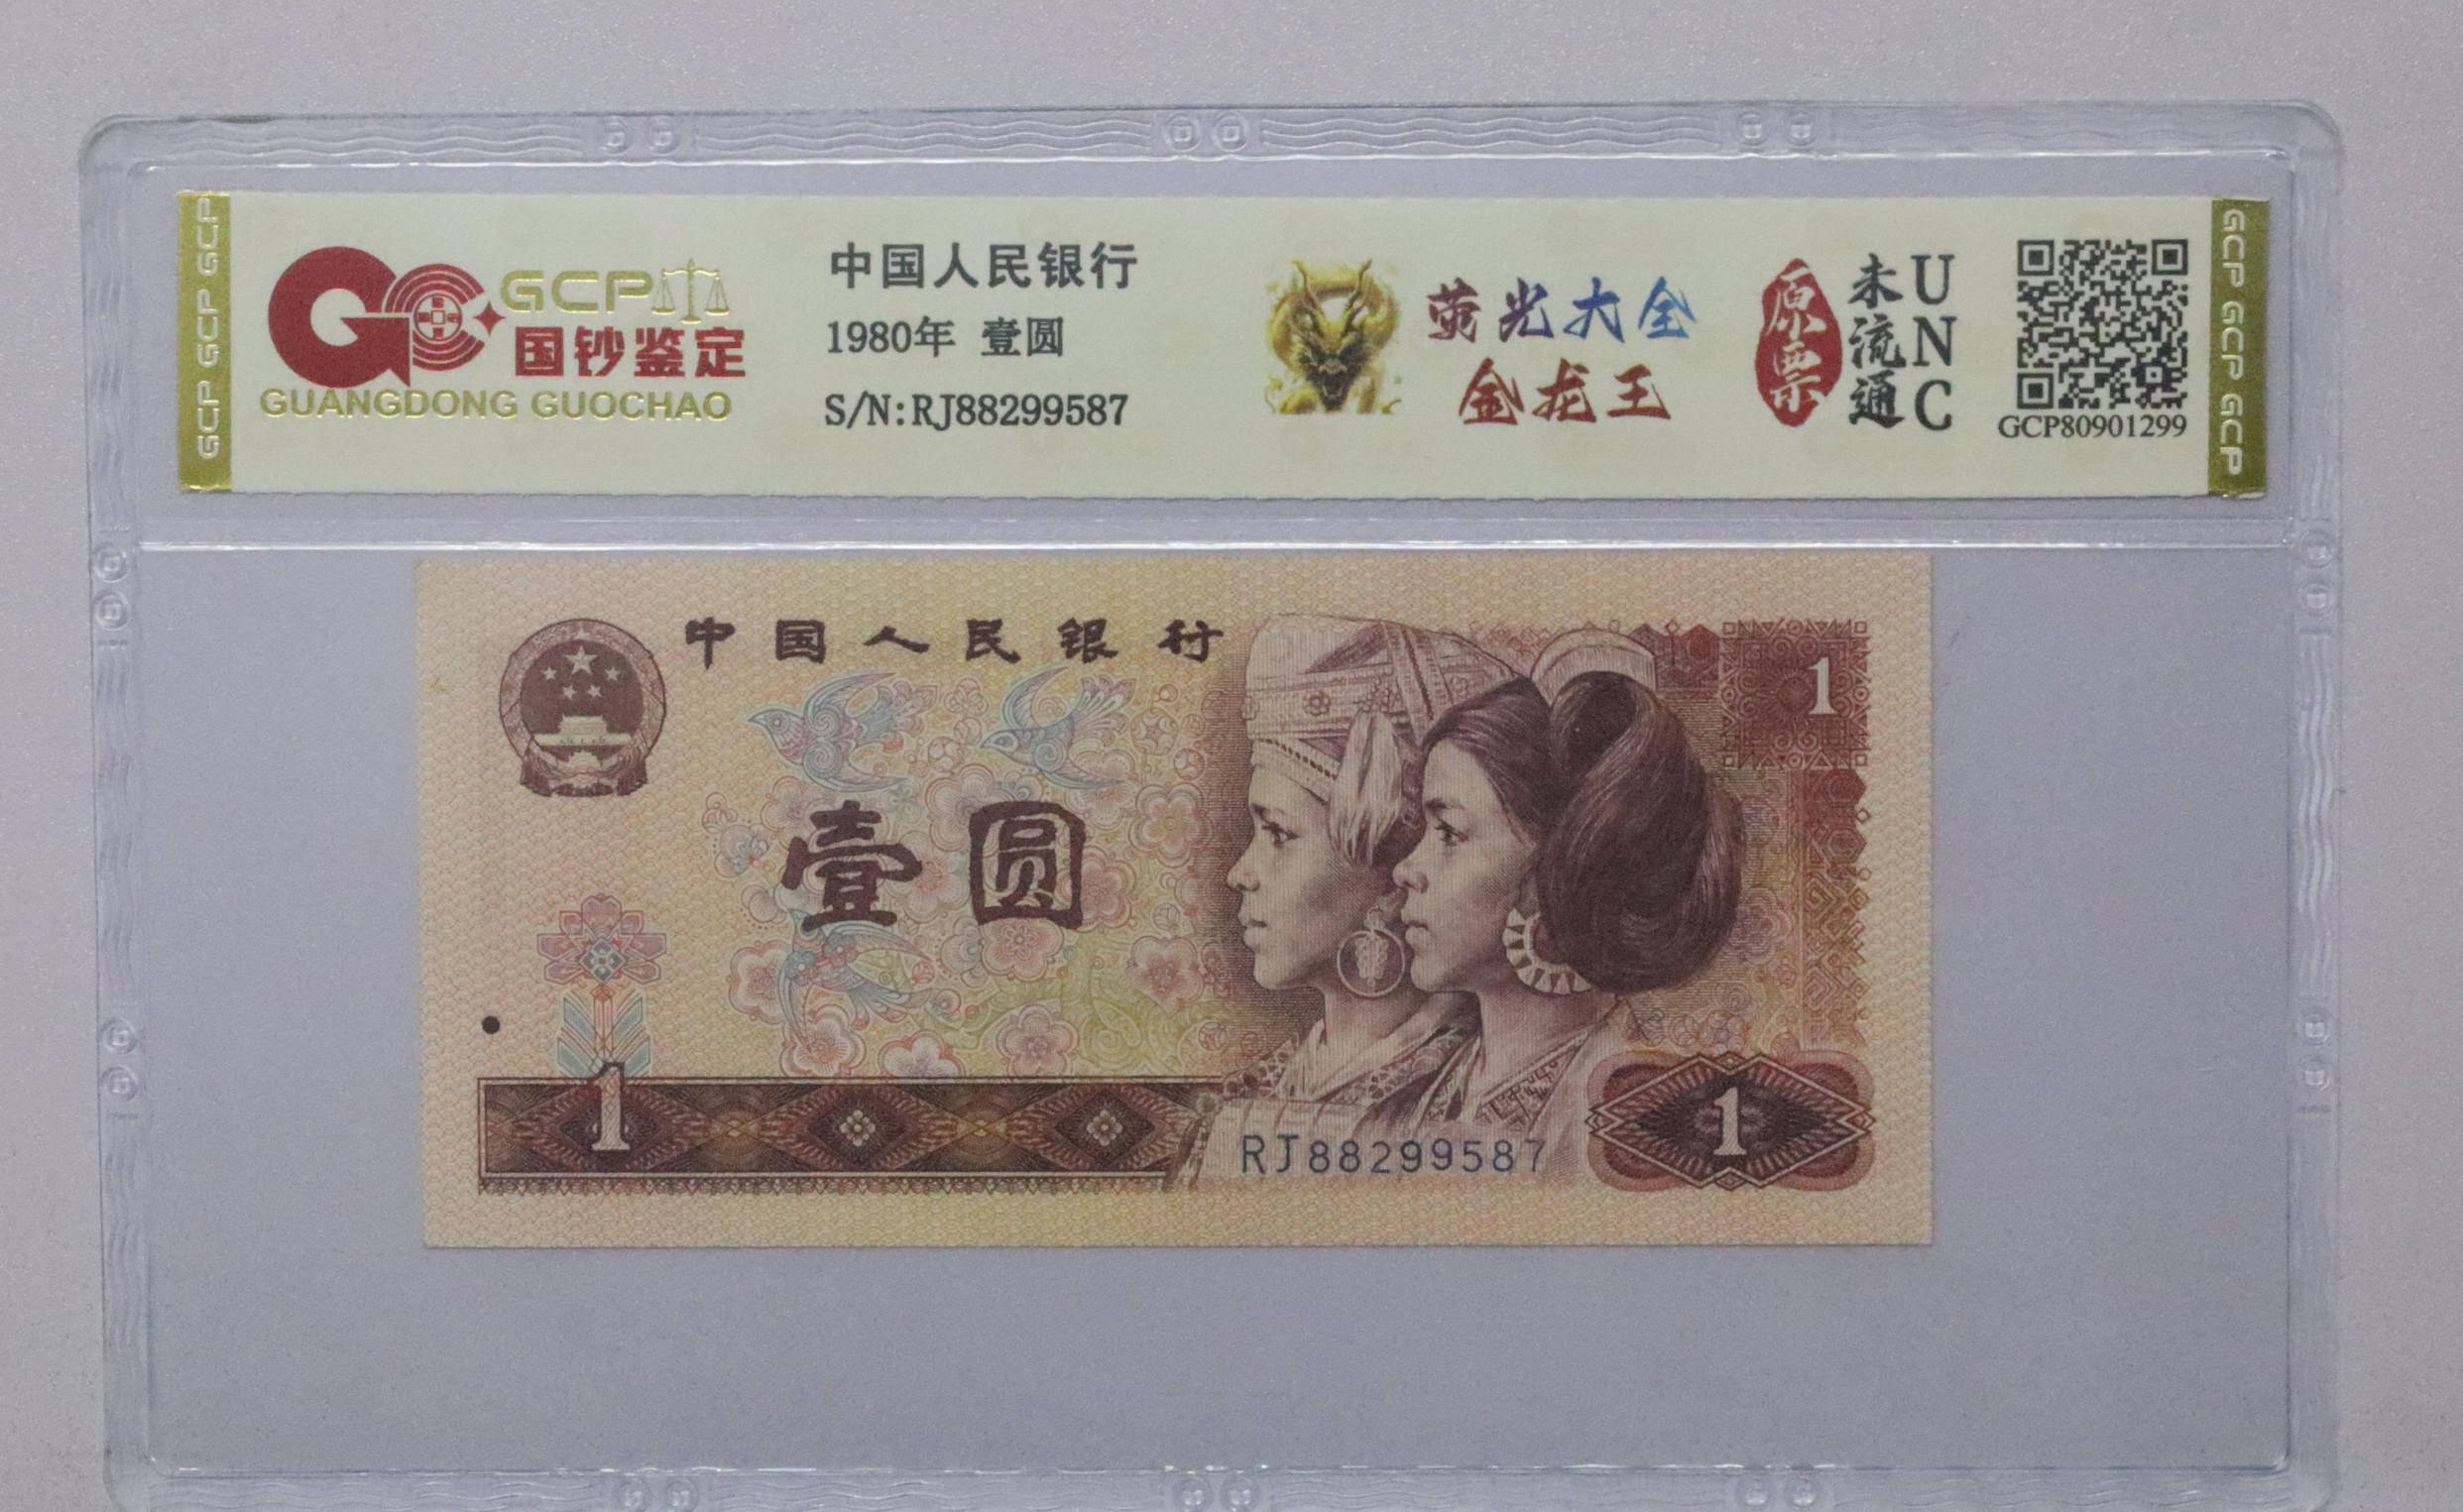 GCP GCP GCP
GCP
国钞鉴定
GUANGDONG GUOCHAO
中国人民银行
1980年 壹圆
S/N:RJ88299587
荧光大全
金龙王
原票
未流通
UNC
GCP80901299
GCP GCP GCP
中国人民银行
1
壹圆
1
RJ88299587
1